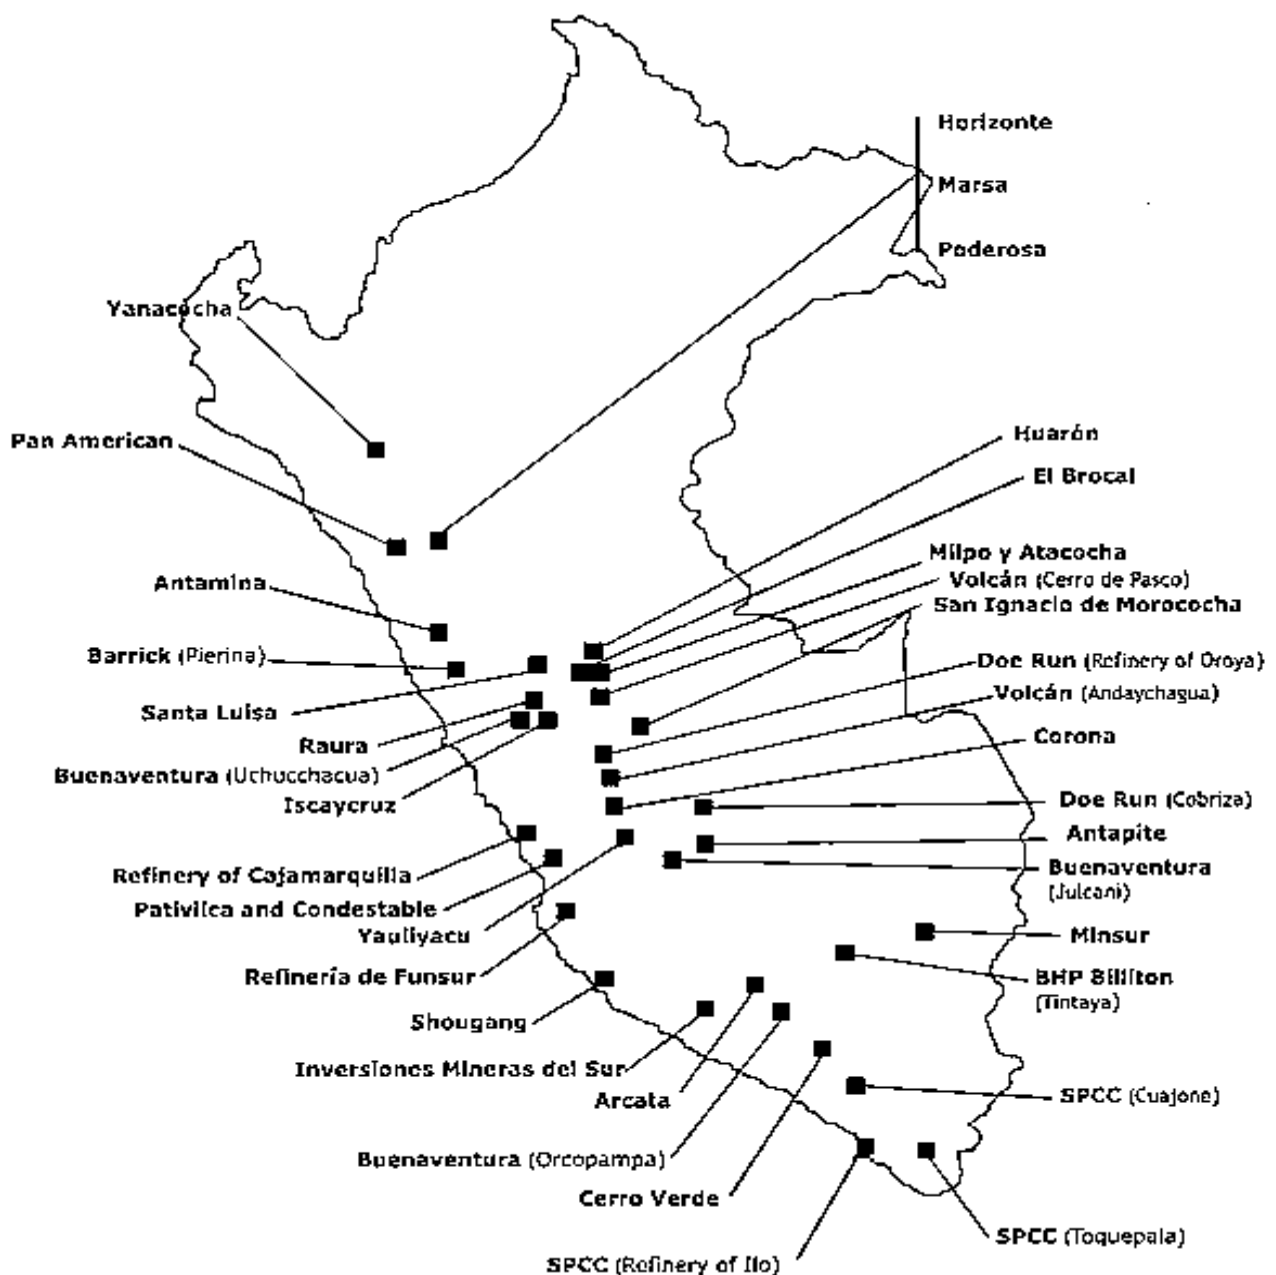 Horizonte
Marsa
Poderosa
Yanacocha
Pan American
Huarón
El Brocal
Milpo y Atacocha
Volcán (Cerro de Pasco)
San Ignacio de Morococha
Antamina
Barrick (Pierina)
Doe Run (Refinery of Oroya)
Volcán (Andaychagua)
Santa Luisa
Corona
Raura
Buenaventura (Uchucchacua)
Iscaycruz
Doe Run (Cobriza)
Antapite
Buenaventura
(Julcani)
Refinery of Cajamarquilla
Pativilca and Condestable
Yauliyacu
Minsur
Refinería de Funsur
BHP Billiton
(Tintaya)
Shougang
Inversiones Mineras del Sur
Arcata
SPCC (Cuajone)
Buenaventura (Orcopampa)
Cerro Verde
SPCC (Toquepala)
SPCC (Refinery of Ilo)